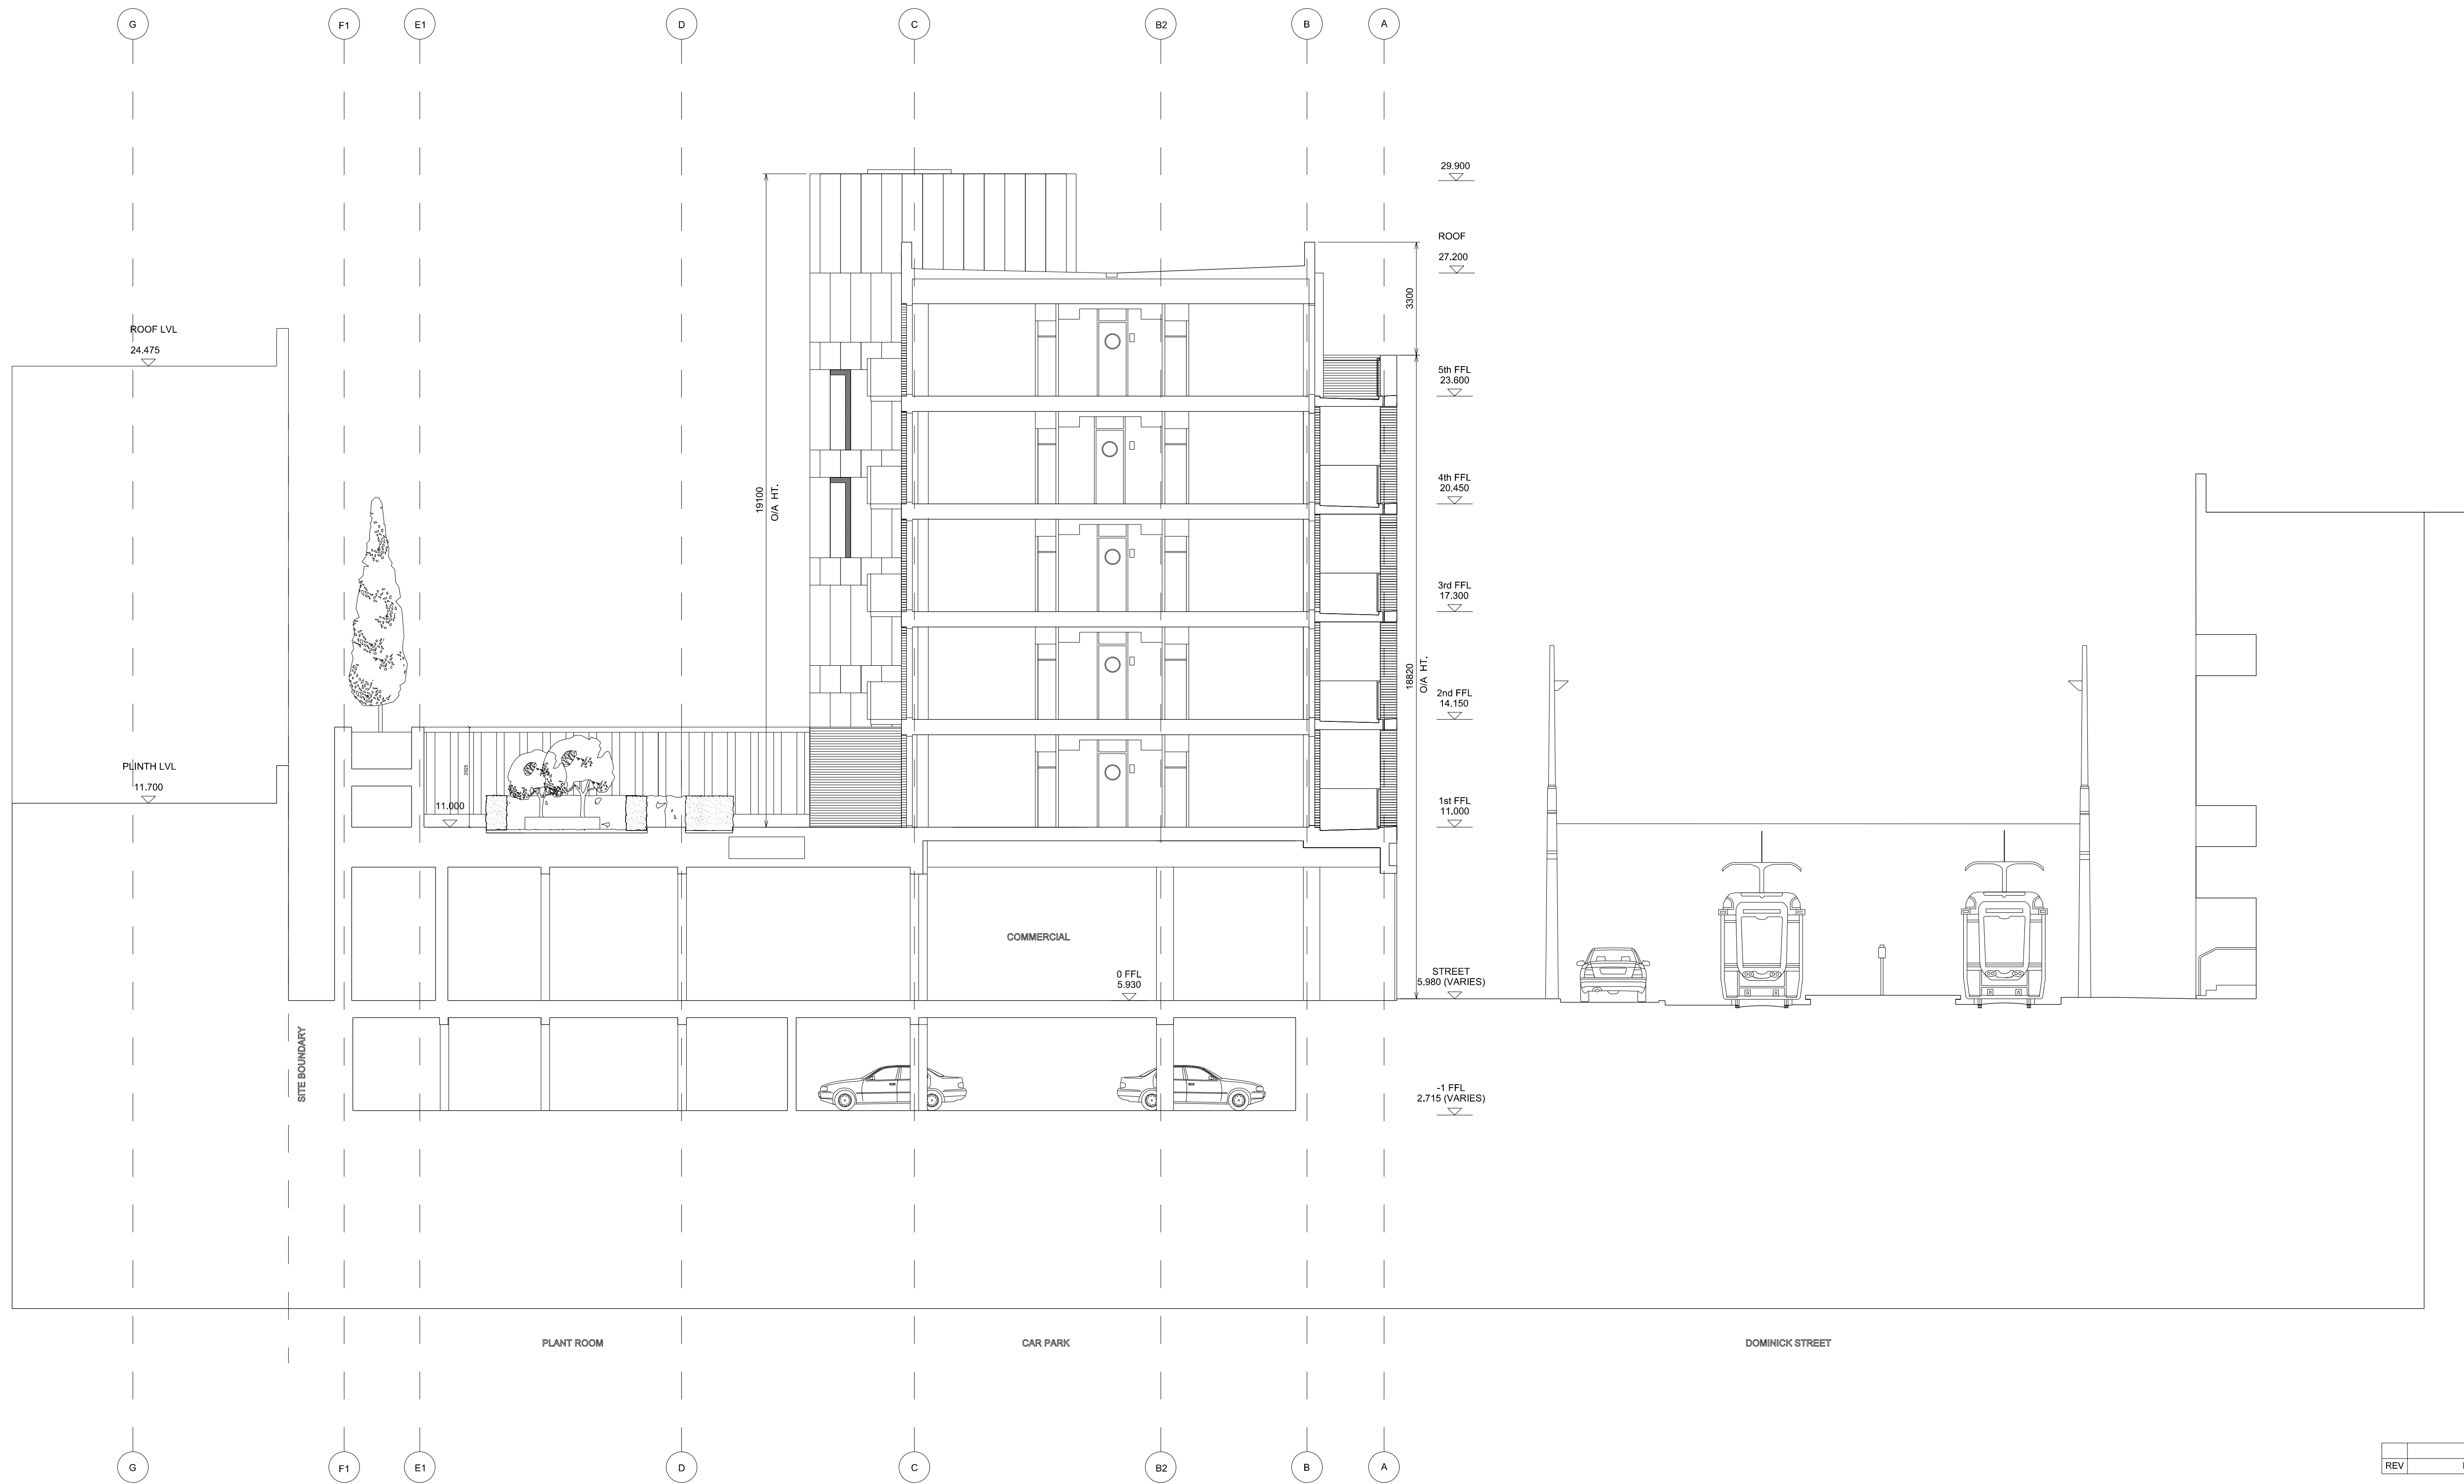 G F1 E1 D C B2 B A
29.900
ROOF
27.200
3300
ROOF LVL
24.475
5th FFL
23.600
4th FFL
20.450
19100
O/A HT.
3rd FFL
17.300
18820
O/A HT.
2nd FFL
14.150
PLINTH LVL
11.700
2925
11.000
1st FFL
11.000
COMMERCIAL
0 FFL
5.930
STREET
5.980 (VARIES)
SITE BOUNDARY
-1 FFL
2.715 (VARIES)
PLANT ROOM
CAR PARK
DOMINICK STREET
G F1 E1 D C B2 B A
REV